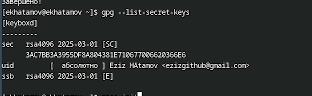 Завершено!
[ekhatamov@ekhatamov ~]$ gpg --list-secret-keys
[keyboxd]
---------
sec   rsa4096 2025-03-01 [SC]
      3AC7BB3A3955DF8A804381E710677006620366E6
uid           [  абсолютно ] Eziz HAtamov <ezizgithub@gmail.com>
ssb   rsa4096 2025-03-01 [E]